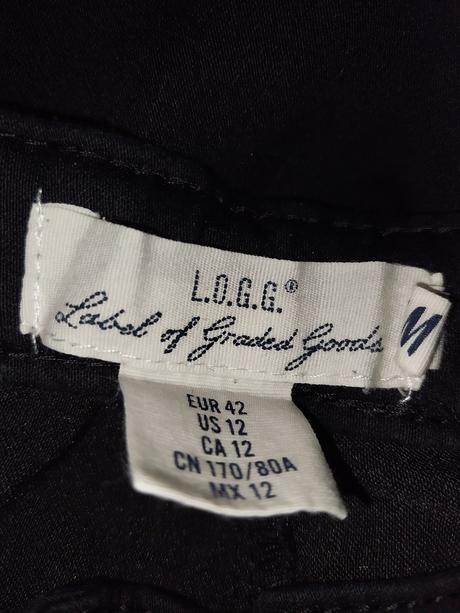 L.O.G.G.®
Label of Graded Goods
EUR 42
US 12
CA 12
CN 170/80A
MX 12